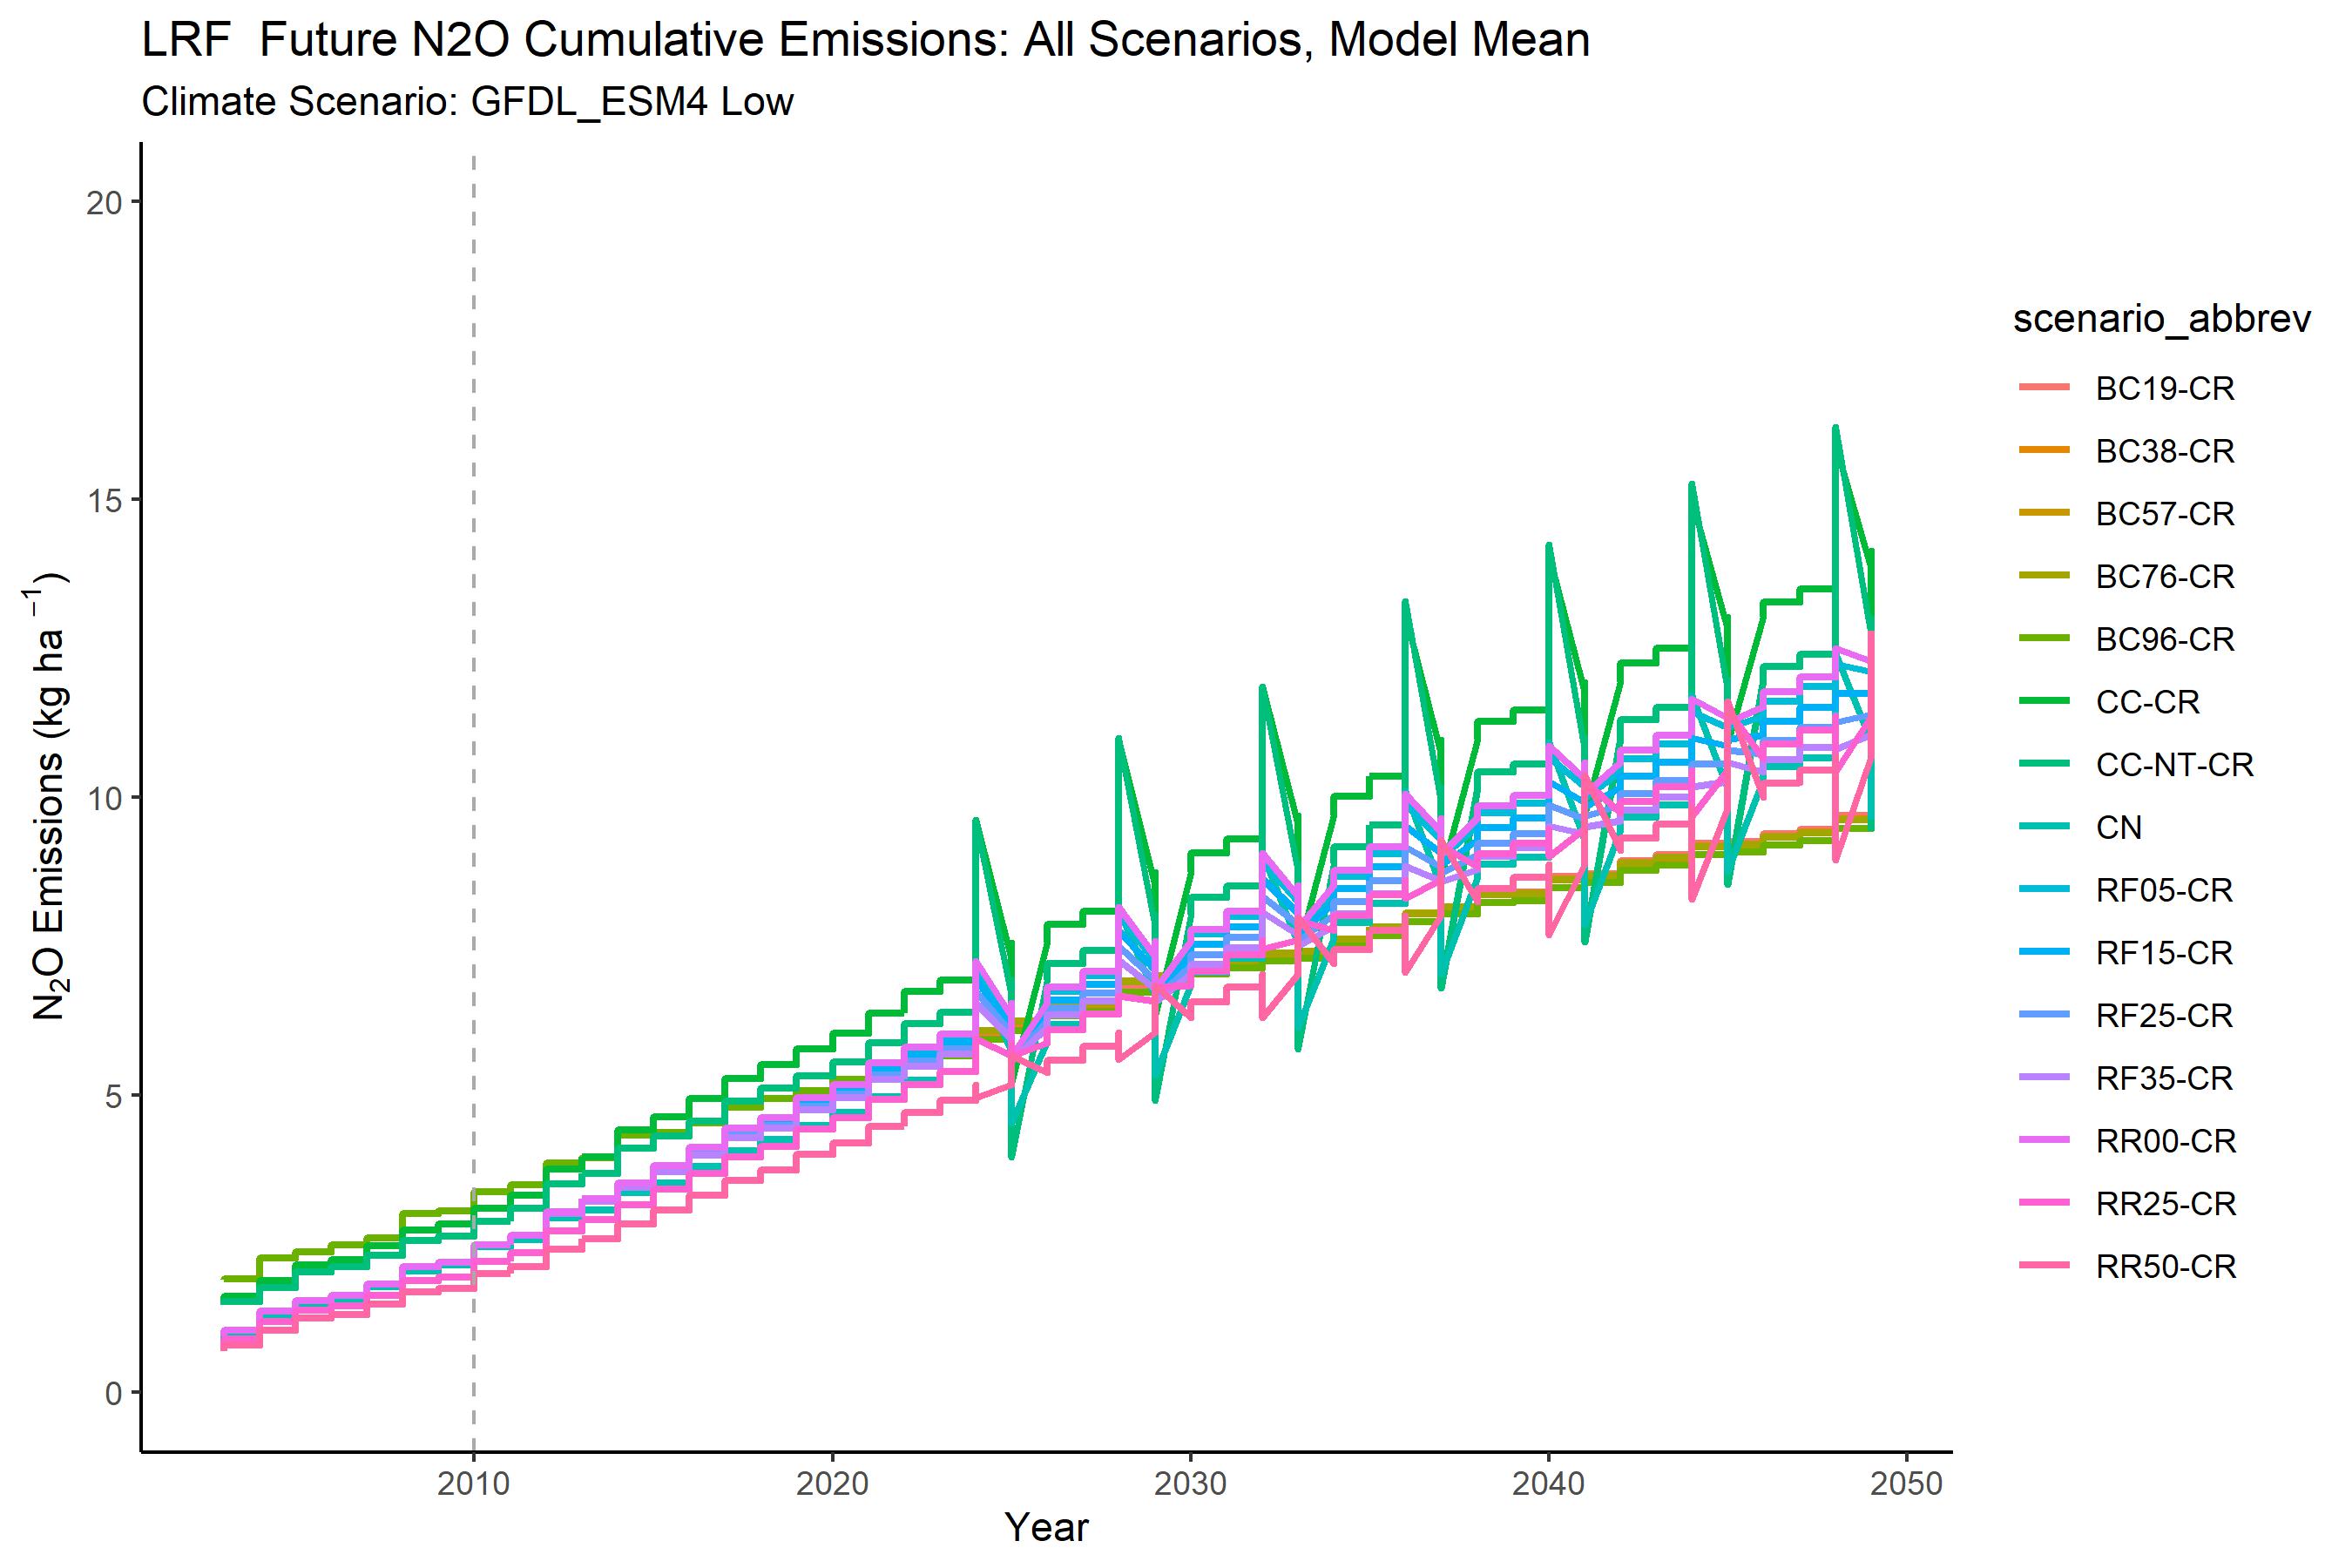 LRF  Future N2O Cumulative Emissions: All Scenarios, Model Mean
Climate Scenario: GFDL_ESM4 Low
20
15
10
5
0
N₂O Emissions (kg ha ⁻¹)
2010
2020
2030
2040
2050
Year
scenario_abbrev
BC19-CR
BC38-CR
BC57-CR
BC76-CR
BC96-CR
CC-CR
CC-NT-CR
CN
RF05-CR
RF15-CR
RF25-CR
RF35-CR
RR00-CR
RR25-CR
RR50-CR